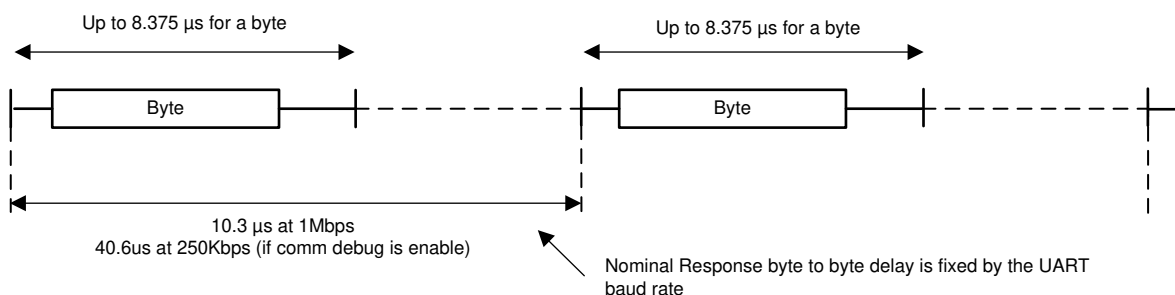 Up to 8.375 µs for a byte
Up to 8.375 µs for a byte
Byte
Byte
10.3 µs at 1Mbps
40.6us at 250Kbps (if comm debug is enable)
Nominal Response byte to byte delay is fixed by the UART
baud rate